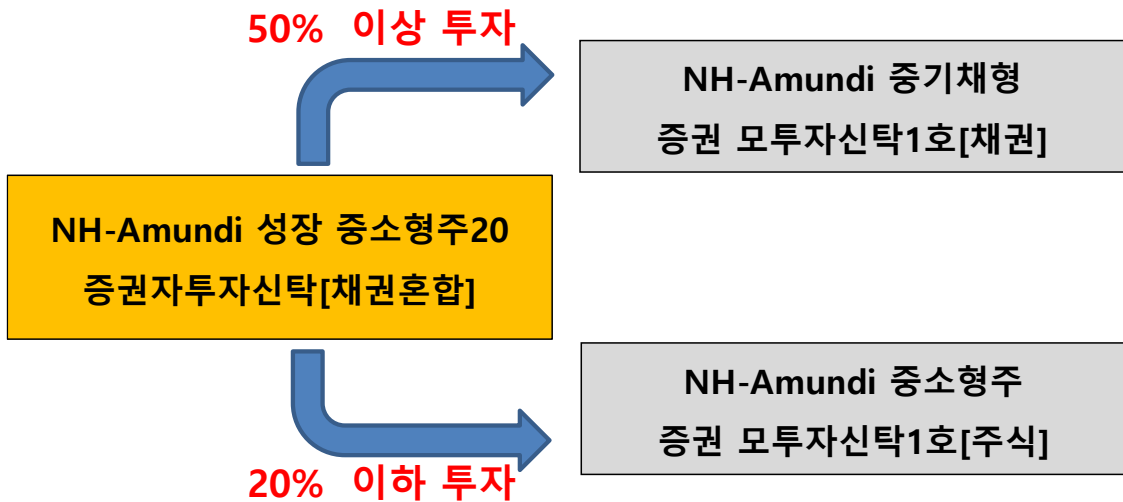 50% 이상 투자
NH-Amundi 중기채형
증권 모투자신탁1호[채권]
NH-Amundi 성장 중소형주20
증권자투자신탁[채권혼합]
NH-Amundi 중소형주
증권 모투자신탁1호[주식]
20% 이하 투자